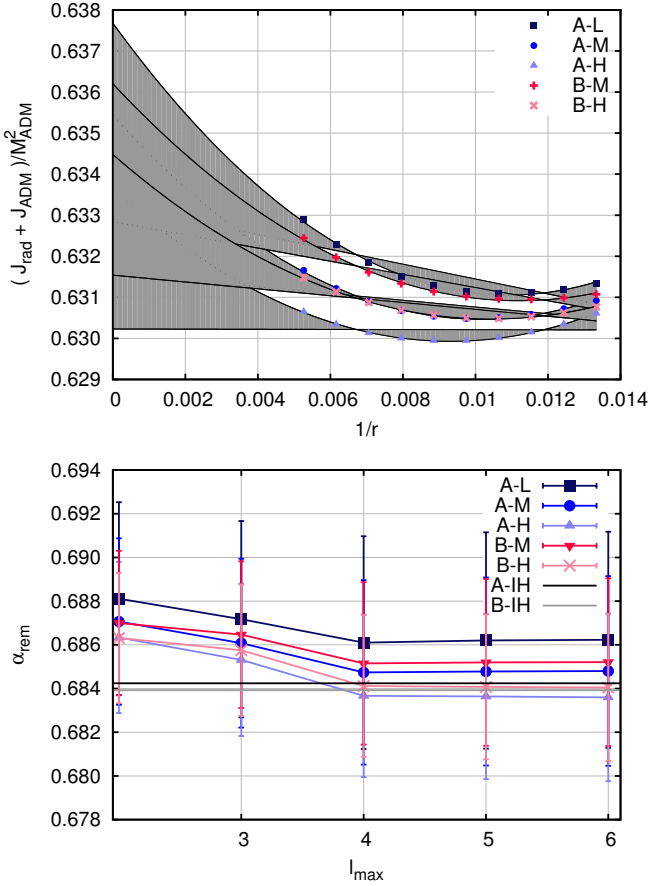 0.638
0.637
0.636
0.635
0.634
0.633
0.632
0.631
0.630
0.629
( J_rad + J_ADM )/M²_ADM
A-L
A-M
A-H
B-M
B-H
0 0.002 0.004 0.006 0.008 0.010 0.012 0.014
1/r
0.694
0.692
0.690
0.688
0.686
0.684
0.682
0.680
0.678
α_rem
A-L
A-M
A-H
B-M
B-H
A-IH
B-IH
3 4 5 6
l_max